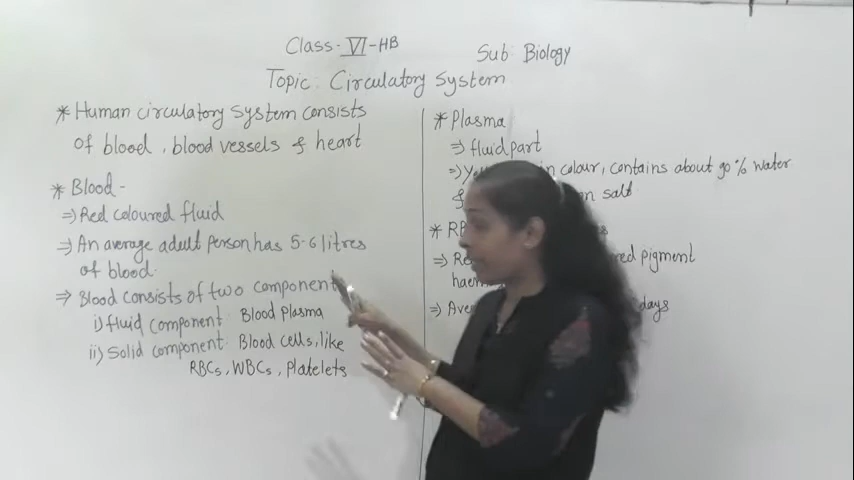 Class-VI-HB
Sub: Biology
Topic: Circulatory System
* Human circulatory system consists
of blood, blood vessels & heart
* Blood -
⇒ Red coloured fluid
⇒ An average adult person has 5-6 litres
of blood.
⇒ Blood consists of two component
i) fluid component: Blood plasma
ii) Solid component: Blood cells, like
RBCs, WBCs, Platelets
* Plasma
⇒ fluid part
⇒ in colour, contains about 90% water
& salt
*
⇒ red pigment
⇒ days